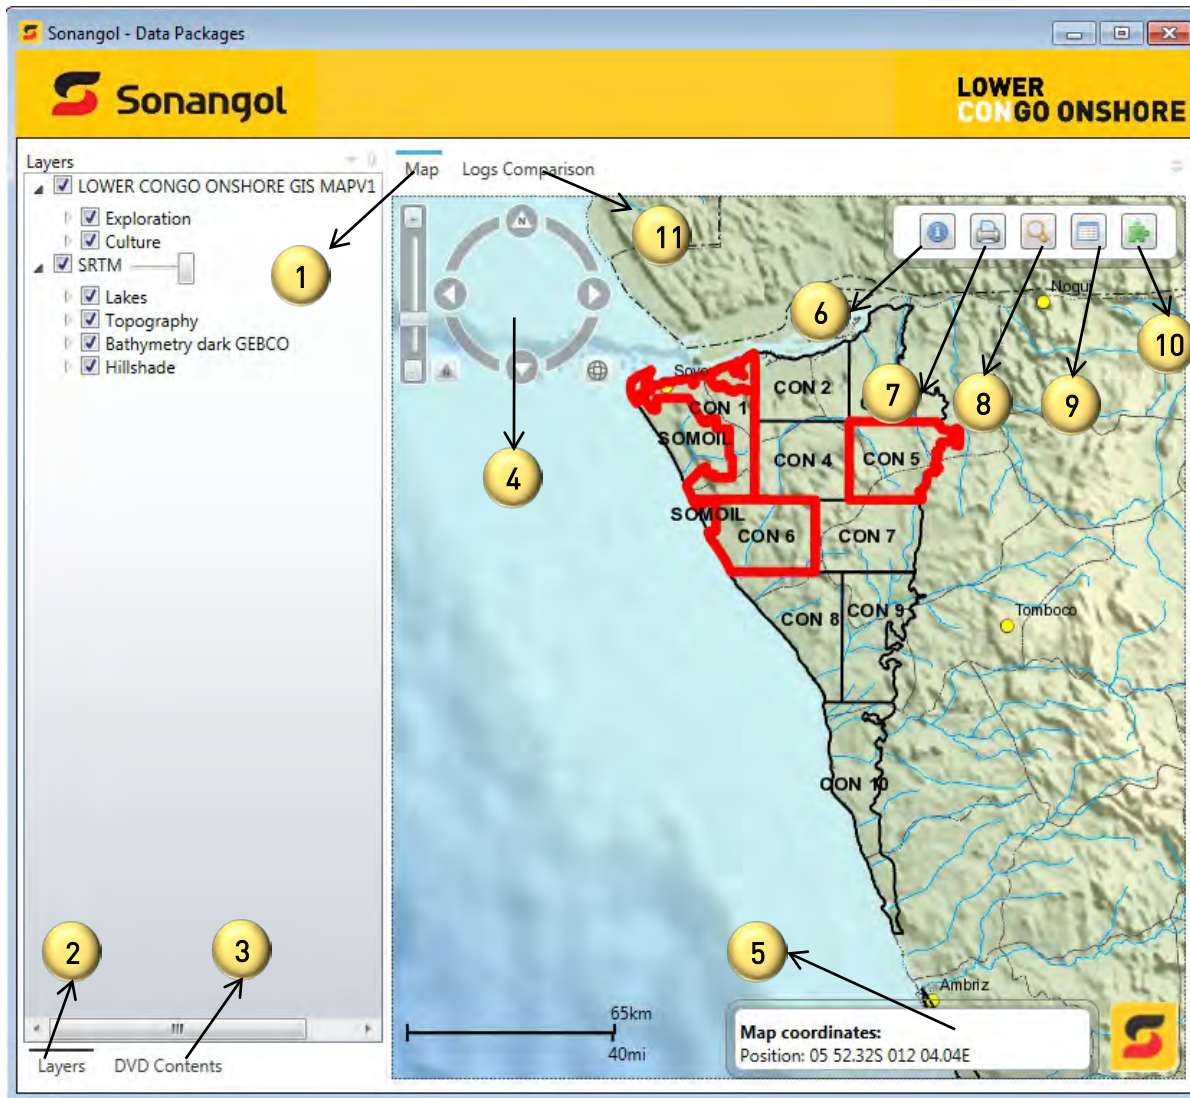 Sonangol - Data Packages
Sonangol
LOWER
CONGO ONSHORE
Layers
LOWER CONGO ONSHORE GIS MAPV1
Exploration
Culture
SRTM
Lakes
Topography
Bathymetry dark GEBCO
Hillshade
Map
Logs Comparison
1
11
N
6
10
7
8
9
4
Noqui
CON 2
CON 1
SOMOIL
CON 4
CON 5
SOMOIL
CON 6
CON 7
CON 8
CON 9
Tomboco
CON 10
2
3
5
Ambriz
65km
40mi
Map coordinates:
Position: 05 52.32S 012 04.04E
Layers
DVD Contents